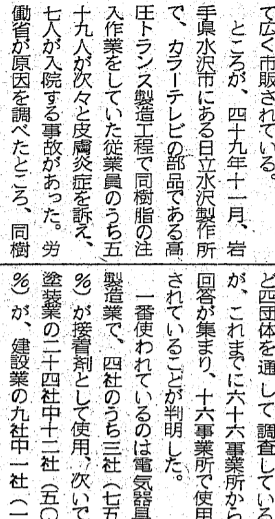 て広く市販されている。
ところが、四十九年十一月、岩
手県水沢市にある日立水沢製作所
で、カラーテレビの部品である高
圧トランス製造工程で同樹脂の注
入作業をしていた従業員のうち五
十九人が次々と皮膚炎症を訴え、
七人が入院する事故があった。労
働省が原因を調べたところ、同樹
ど四団体を通して調査している
が、これまでに六十六事業所から
回答が集まり、十六事業所で使用
されていることが判明した。
一番使われているのは電気器具
製造業で、四社のうち三社(七五
%)が接着剤として使用、次いで
塗装業の二十四社中十二社(五〇
%)が、建設業の九社中一社(一